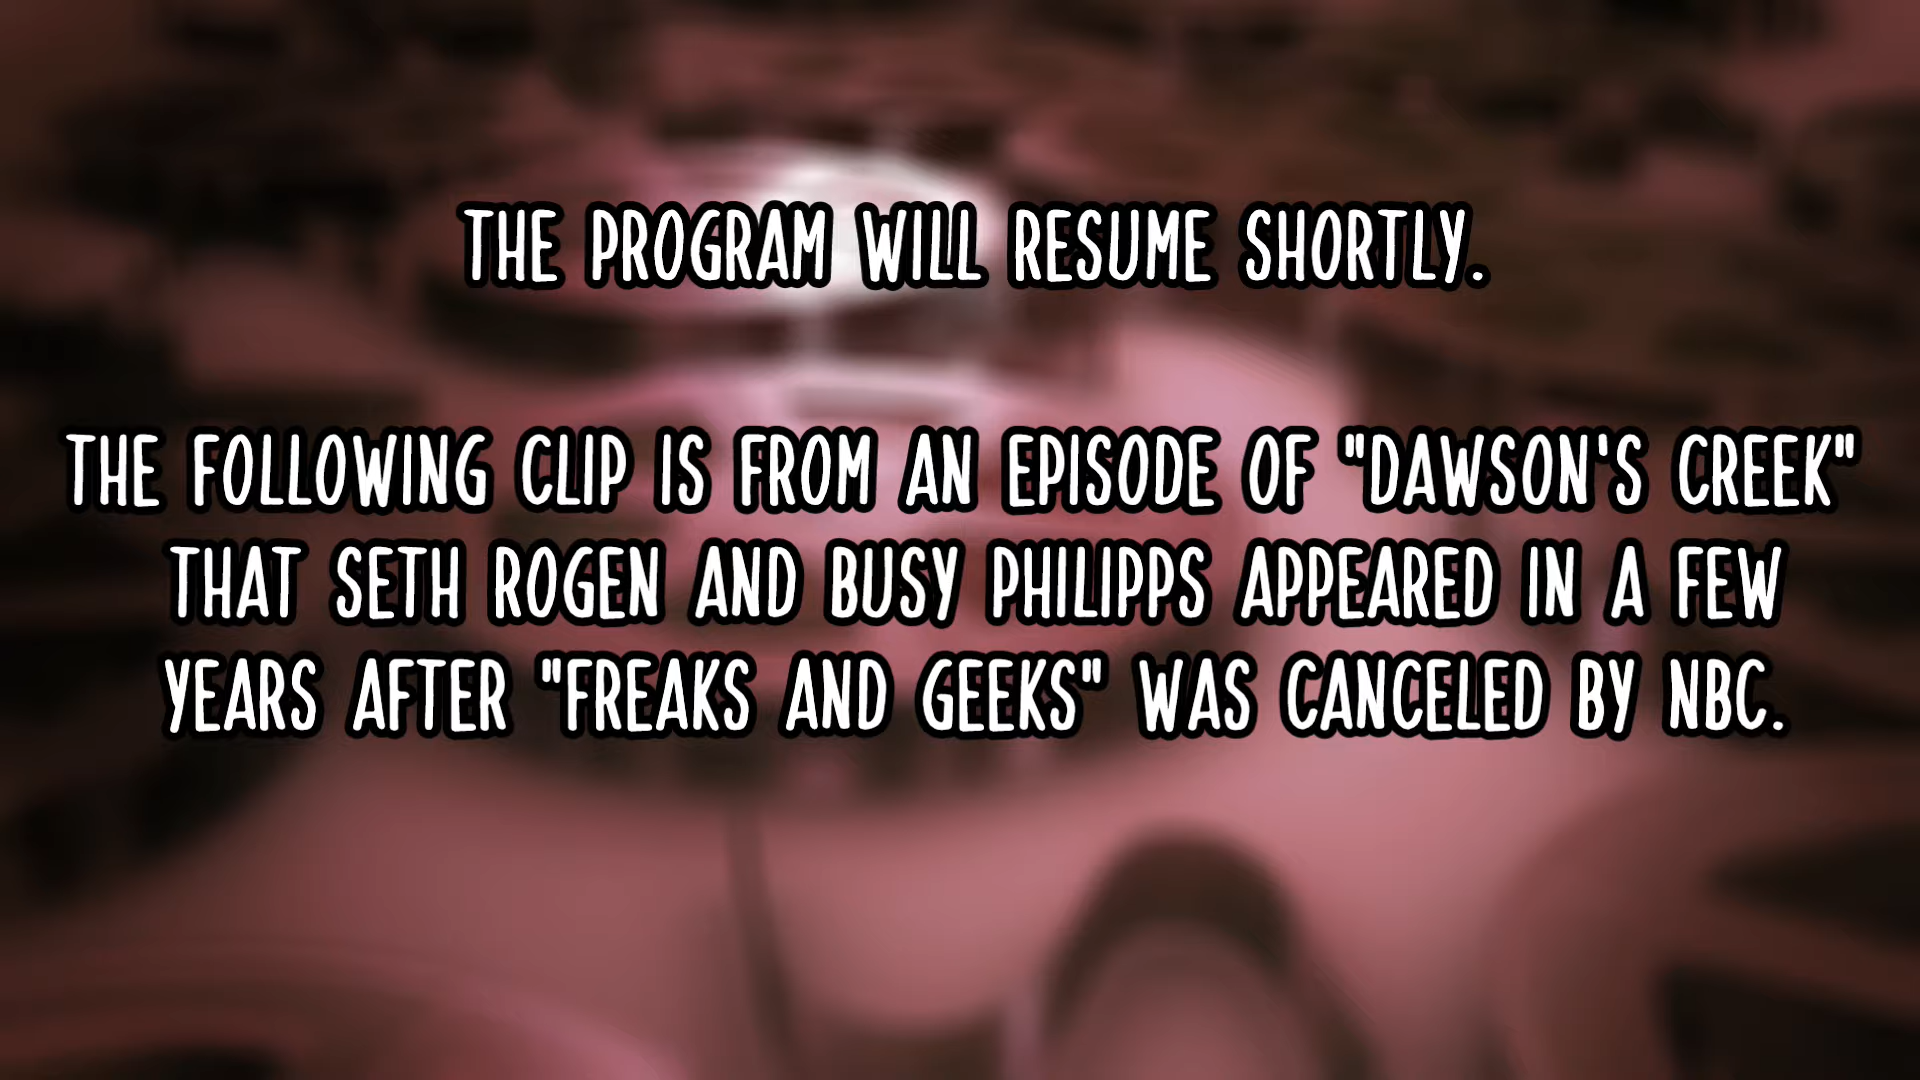 THE PROGRAM WILL RESUME SHORTLY.
THE FOLLOWING CLIP IS FROM AN EPISODE OF "DAWSON'S CREEK"
THAT SETH ROGEN AND BUSY PHILIPPS APPEARED IN A FEW
YEARS AFTER "FREAKS AND GEEKS" WAS CANCELED BY NBC.